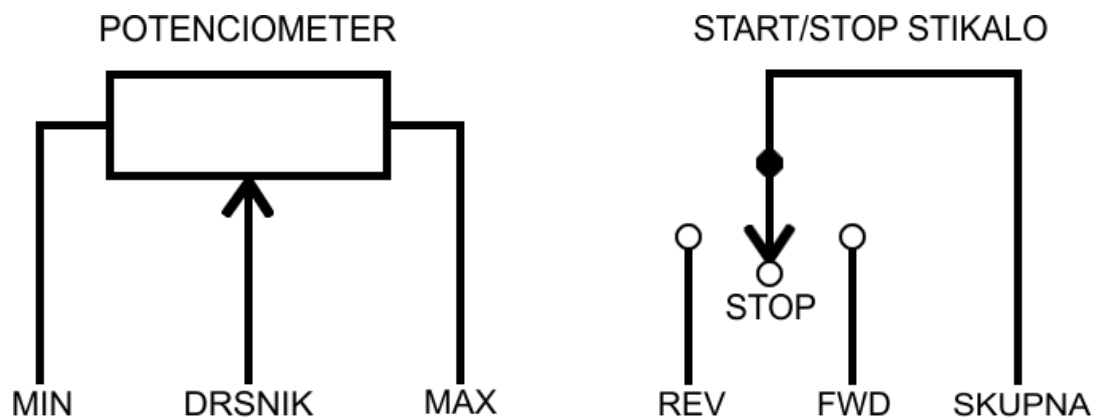 POTENCIOMETER
START/STOP STIKALO
STOP
MIN
DRSNIK
MAX
REV
FWD
SKUPNA